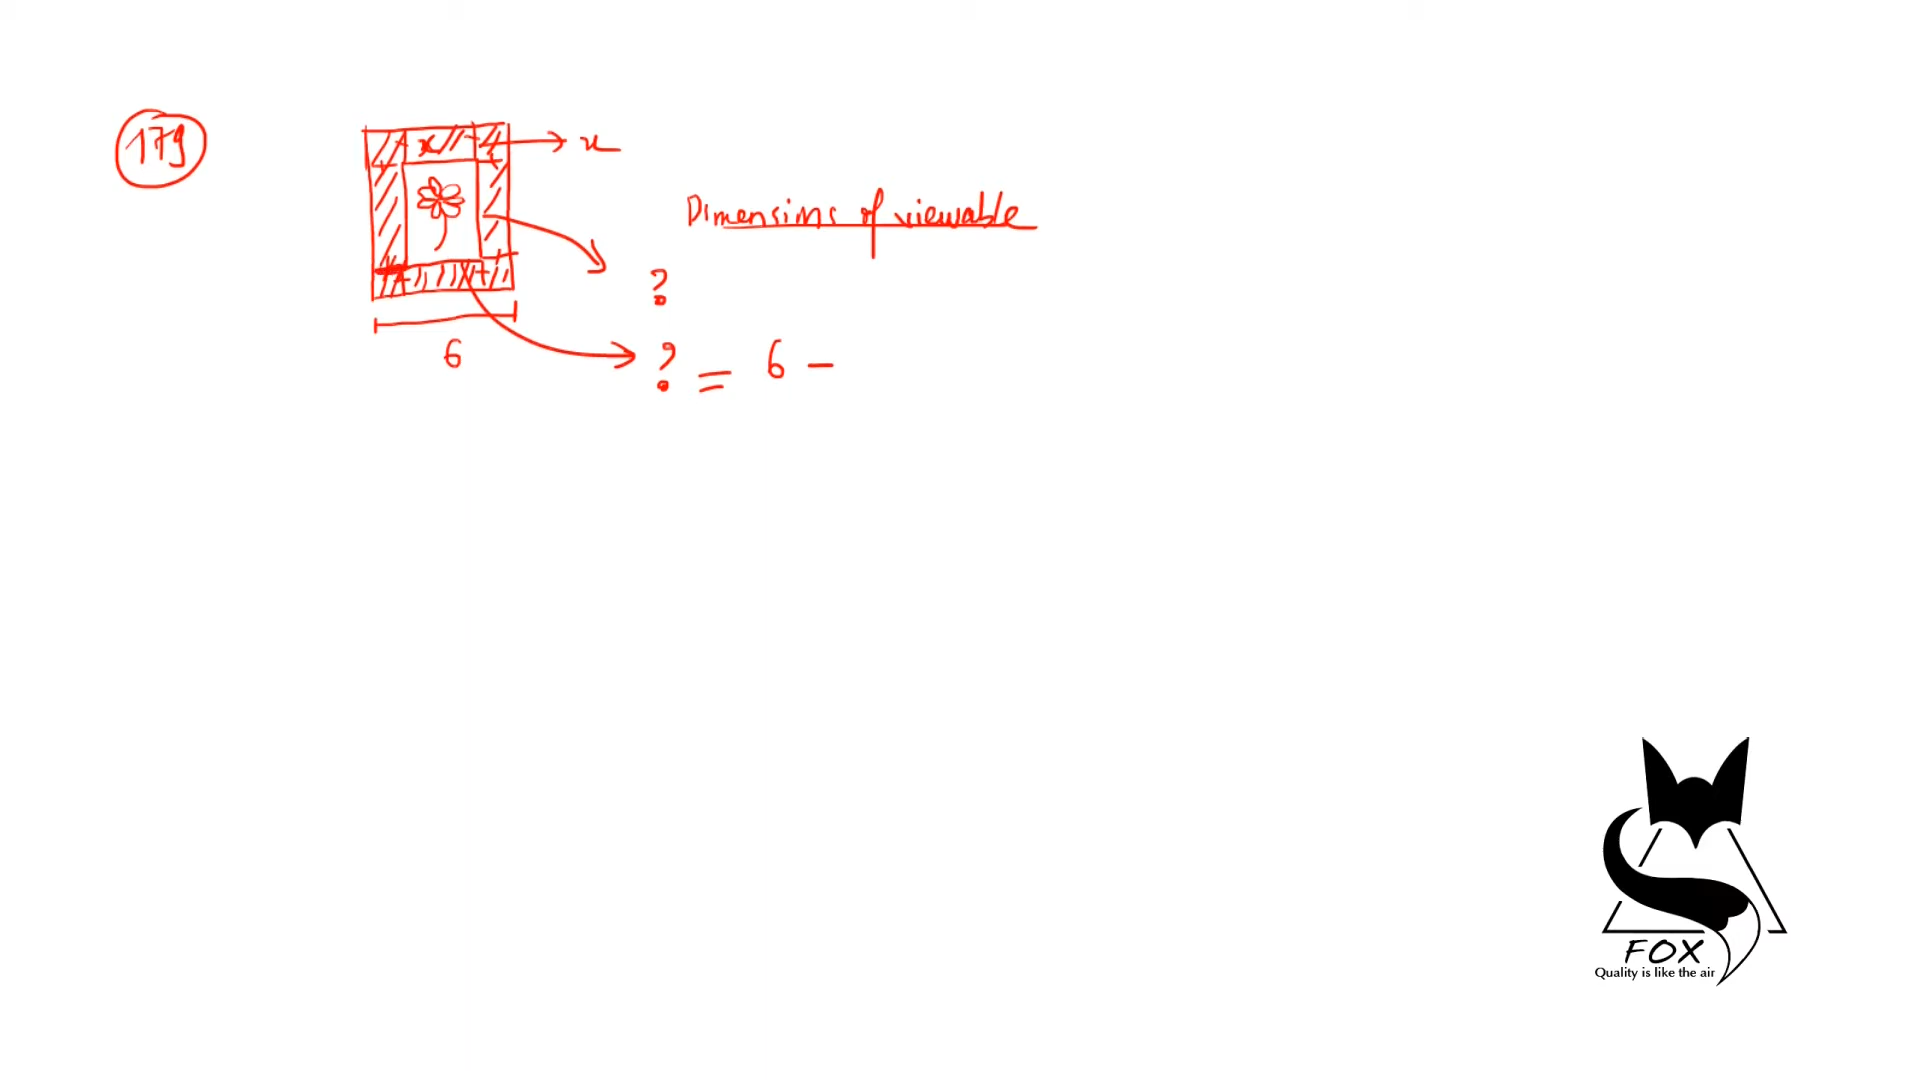 179
x
x
Dimensions of viewable
?
6
? = 6 –
FOX
Quality is like the air